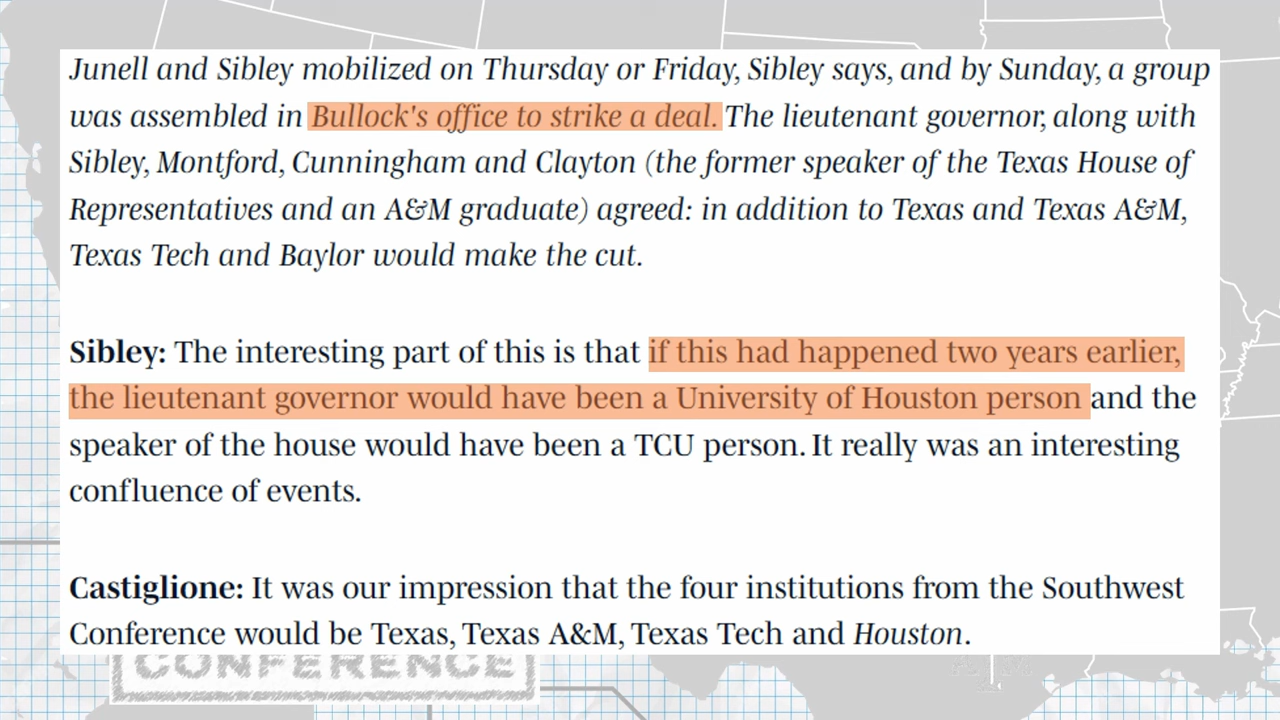 Junell and Sibley mobilized on Thursday or Friday, Sibley says, and by Sunday, a group
was assembled in Bullock's office to strike a deal. The lieutenant governor, along with
Sibley, Montford, Cunningham and Clayton (the former speaker of the Texas House of
Representatives and an A&M graduate) agreed: in addition to Texas and Texas A&M,
Texas Tech and Baylor would make the cut.
Sibley: The interesting part of this is that if this had happened two years earlier,
the lieutenant governor would have been a University of Houston person and the
speaker of the house would have been a TCU person. It really was an interesting
confluence of events.
Castiglione: It was our impression that the four institutions from the Southwest
Conference would be Texas, Texas A&M, Texas Tech and Houston.
CONFERENCE